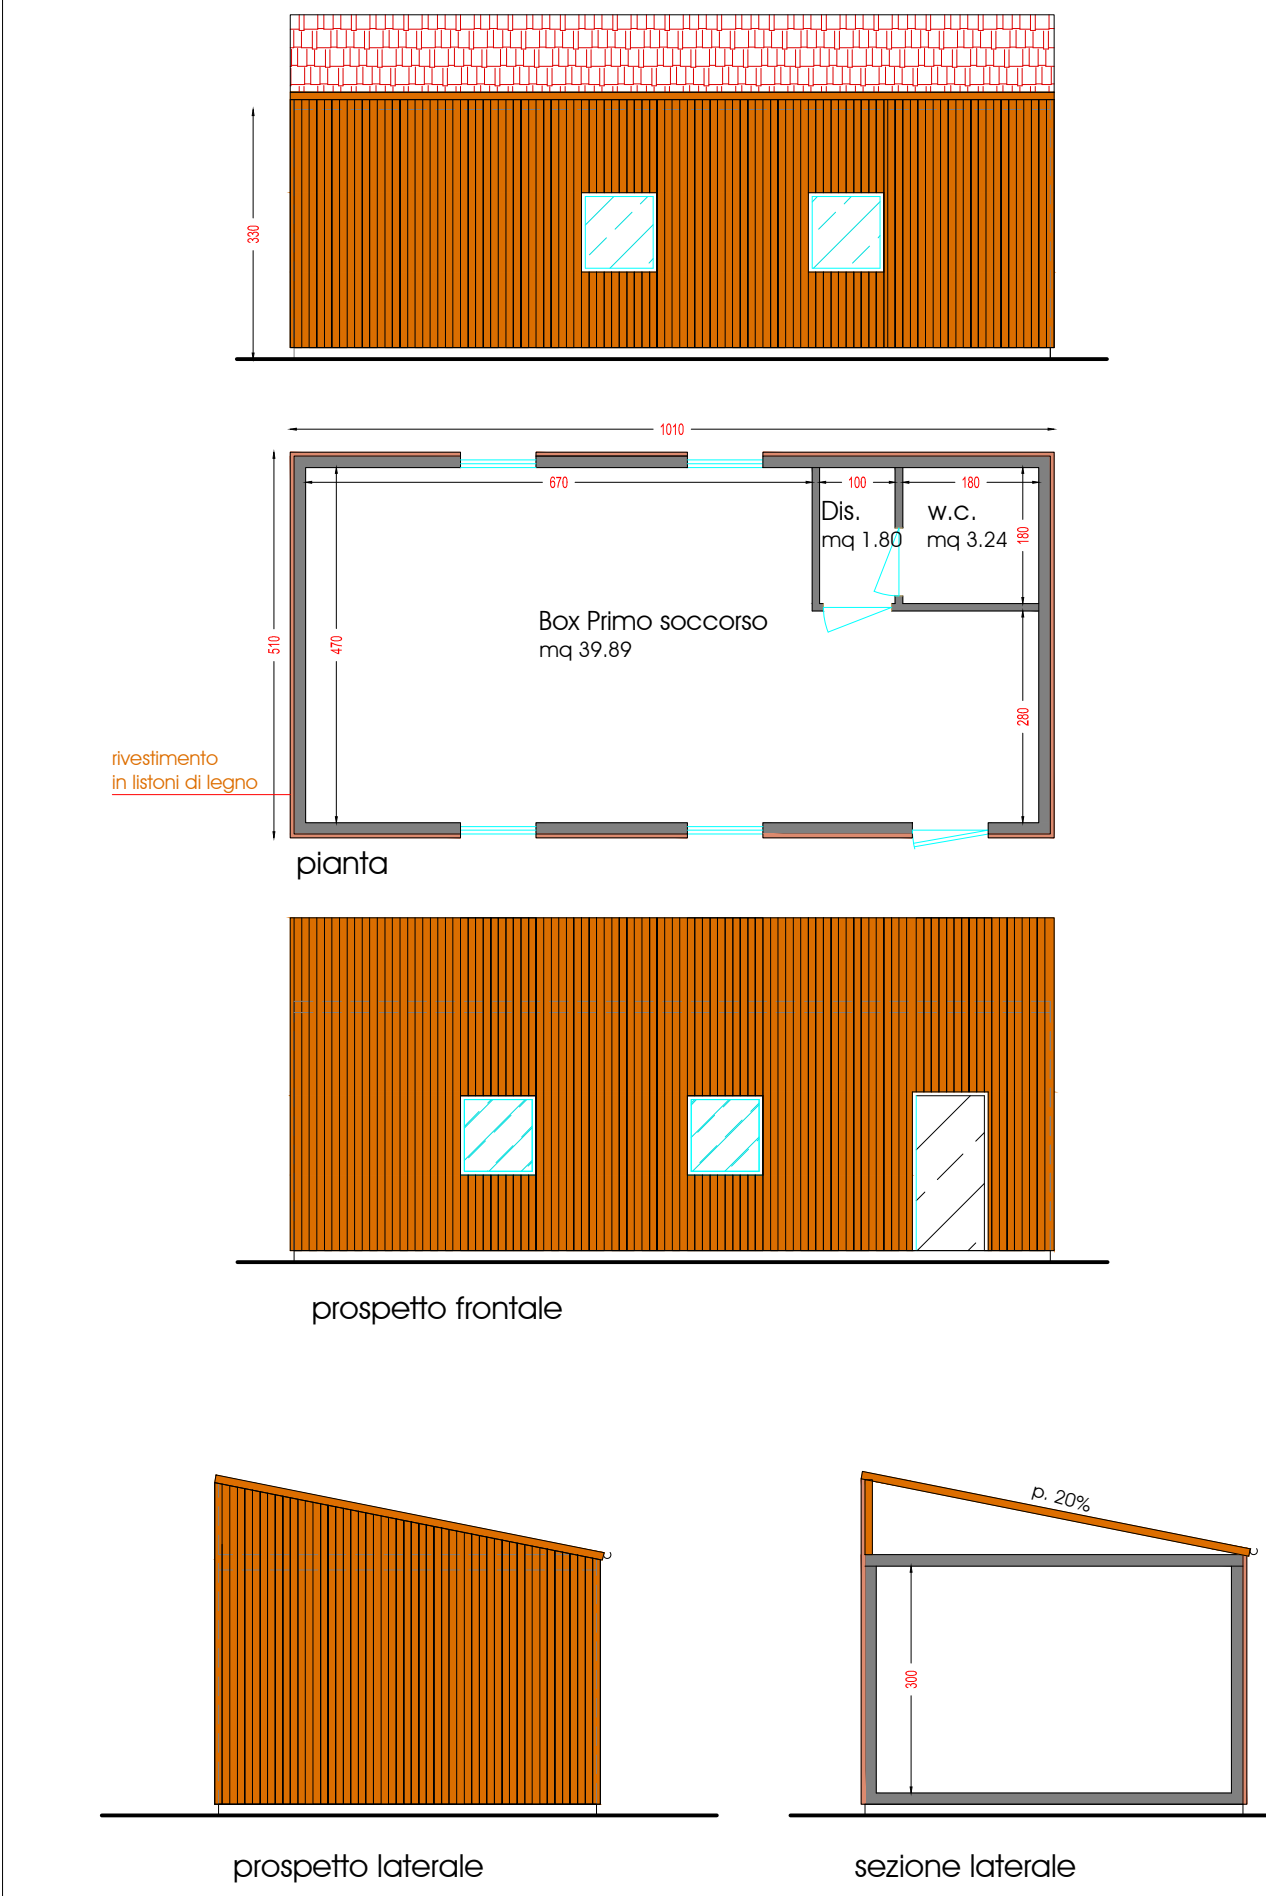 330
1010
670
100
180
Dis.
mq 1.80
w.c.
mq 3.24
180
Box Primo soccorso
mq 39.89
510
470
280
rivestimento
in listoni di legno
pianta
prospetto frontale
p. 20%
300
prospetto laterale
sezione laterale